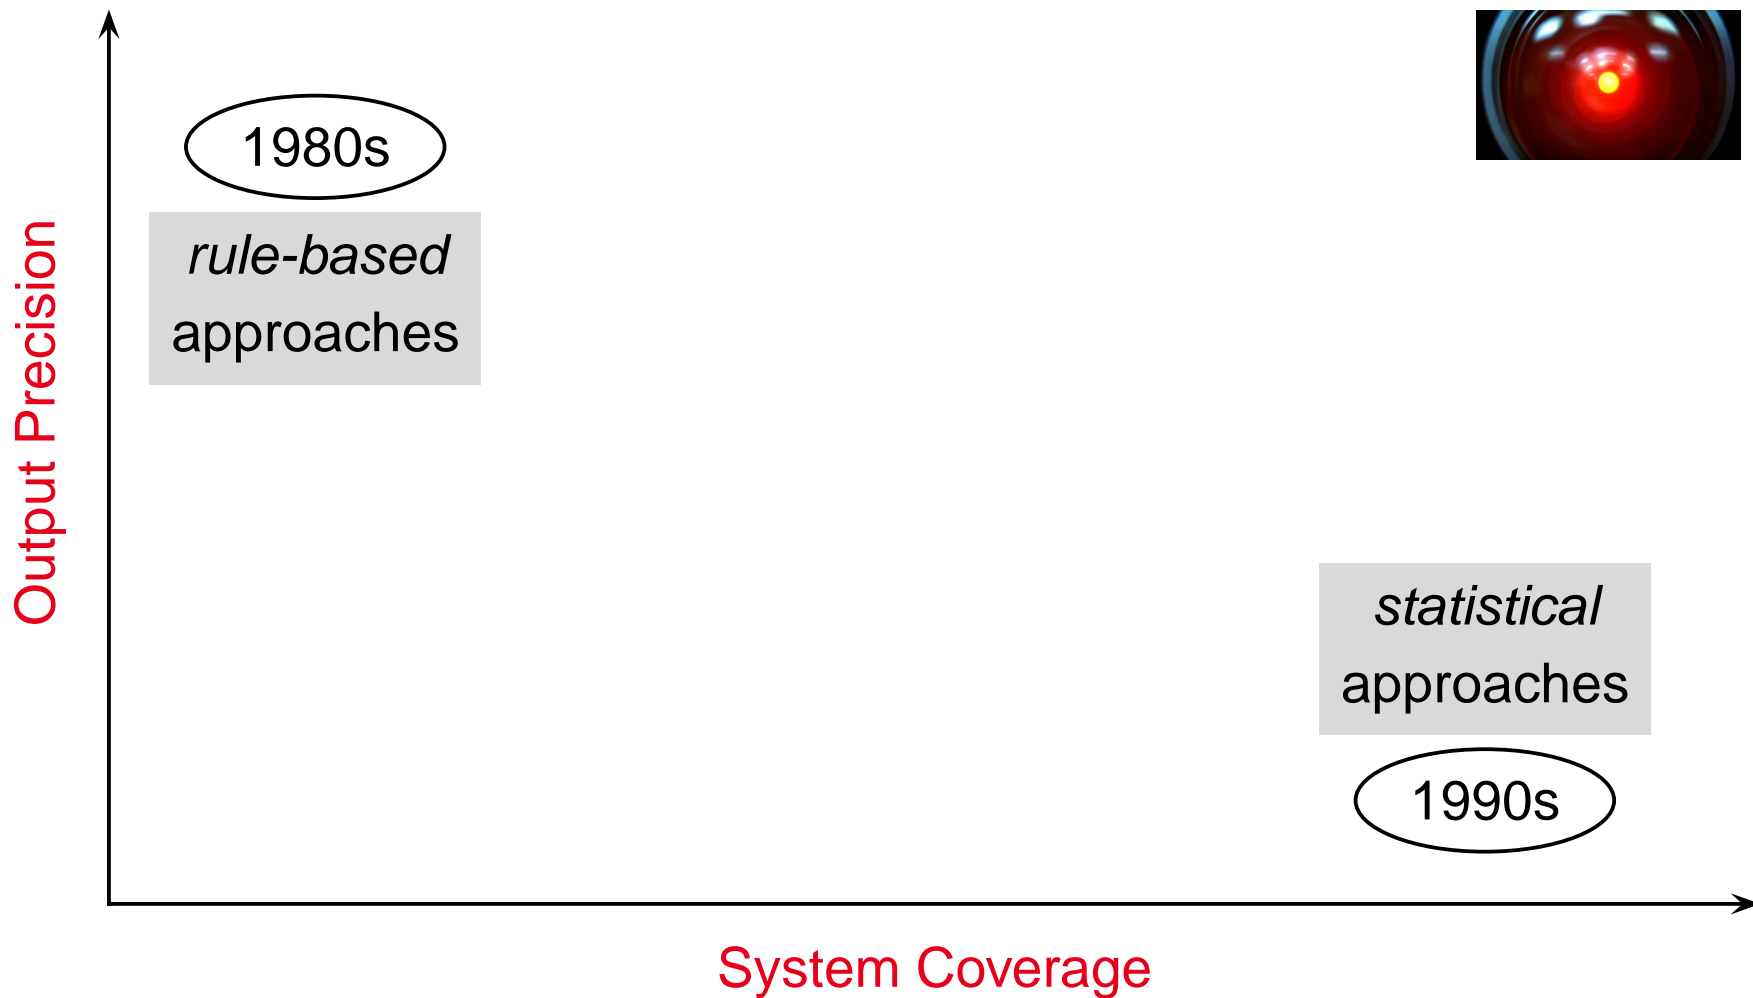 1980s
rule-based
approaches
Output Precision
statistical
approaches
1990s
System Coverage